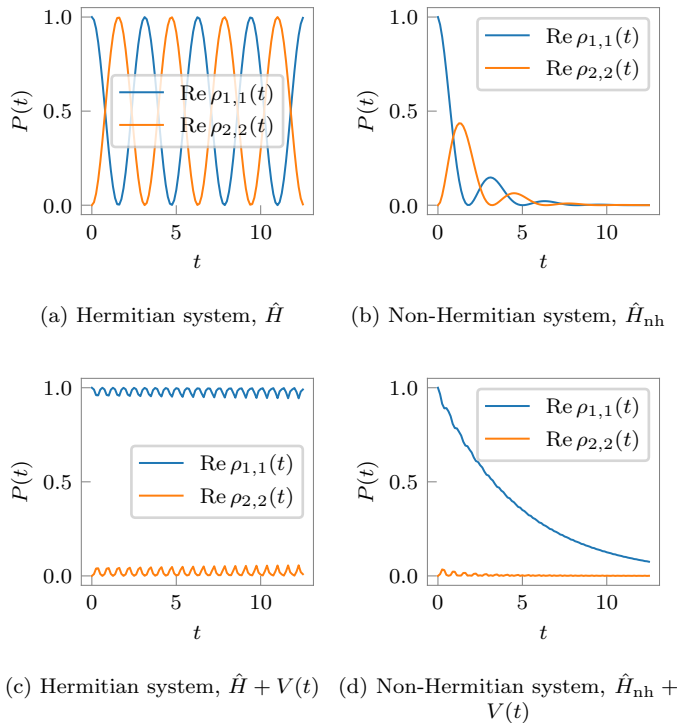 1.0
0.5
0.0
P(t)
Re ρ1,1(t)
Re ρ2,2(t)
0 5 10
t
(a) Hermitian system, Ĥ
1.0
0.5
0.0
P(t)
Re ρ1,1(t)
Re ρ2,2(t)
0 5 10
t
(b) Non-Hermitian system, Ĥnh
1.0
0.5
0.0
P(t)
Re ρ1,1(t)
Re ρ2,2(t)
0 5 10
t
(c) Hermitian system, Ĥ + V(t)
1.0
0.5
0.0
P(t)
Re ρ1,1(t)
Re ρ2,2(t)
0 5 10
t
(d) Non-Hermitian system, Ĥnh +
V(t)